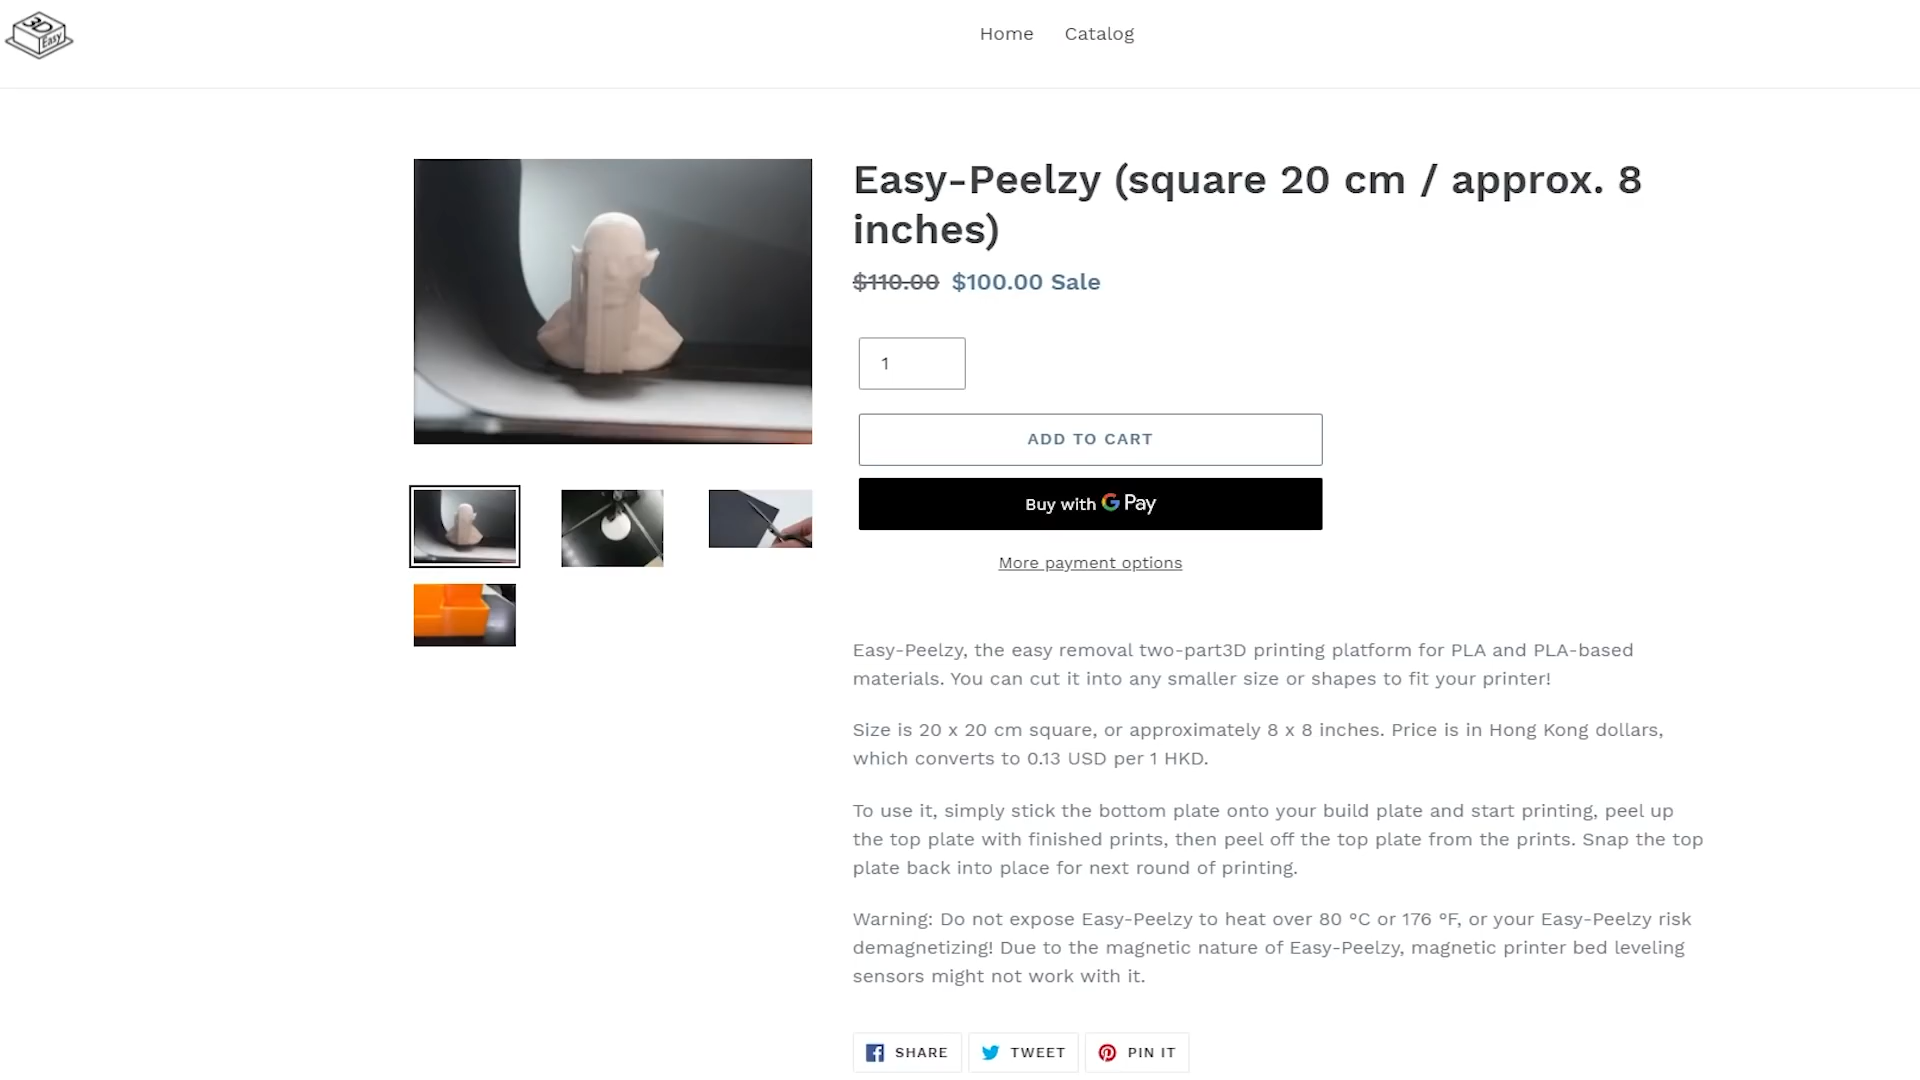 3D
Easy
Home Catalog
Easy-Peelzy (square 20 cm / approx. 8
inches)
$110.00 $100.00 Sale
1
ADD TO CART
Buy with G Pay
More payment options
Easy-Peelzy, the easy removal two-part3D printing platform for PLA and PLA-based
materials. You can cut it into any smaller size or shapes to fit your printer!
Size is 20 x 20 cm square, or approximately 8 x 8 inches. Price is in Hong Kong dollars,
which converts to 0.13 USD per 1 HKD.
To use it, simply stick the bottom plate onto your build plate and start printing, peel up
the top plate with finished prints, then peel off the top plate from the prints. Snap the top
plate back into place for next round of printing.
Warning: Do not expose Easy-Peelzy to heat over 80 °C or 176 °F, or your Easy-Peelzy risk
demagnetizing! Due to the magnetic nature of Easy-Peelzy, magnetic printer bed leveling
sensors might not work with it.
SHARE TWEET PIN IT